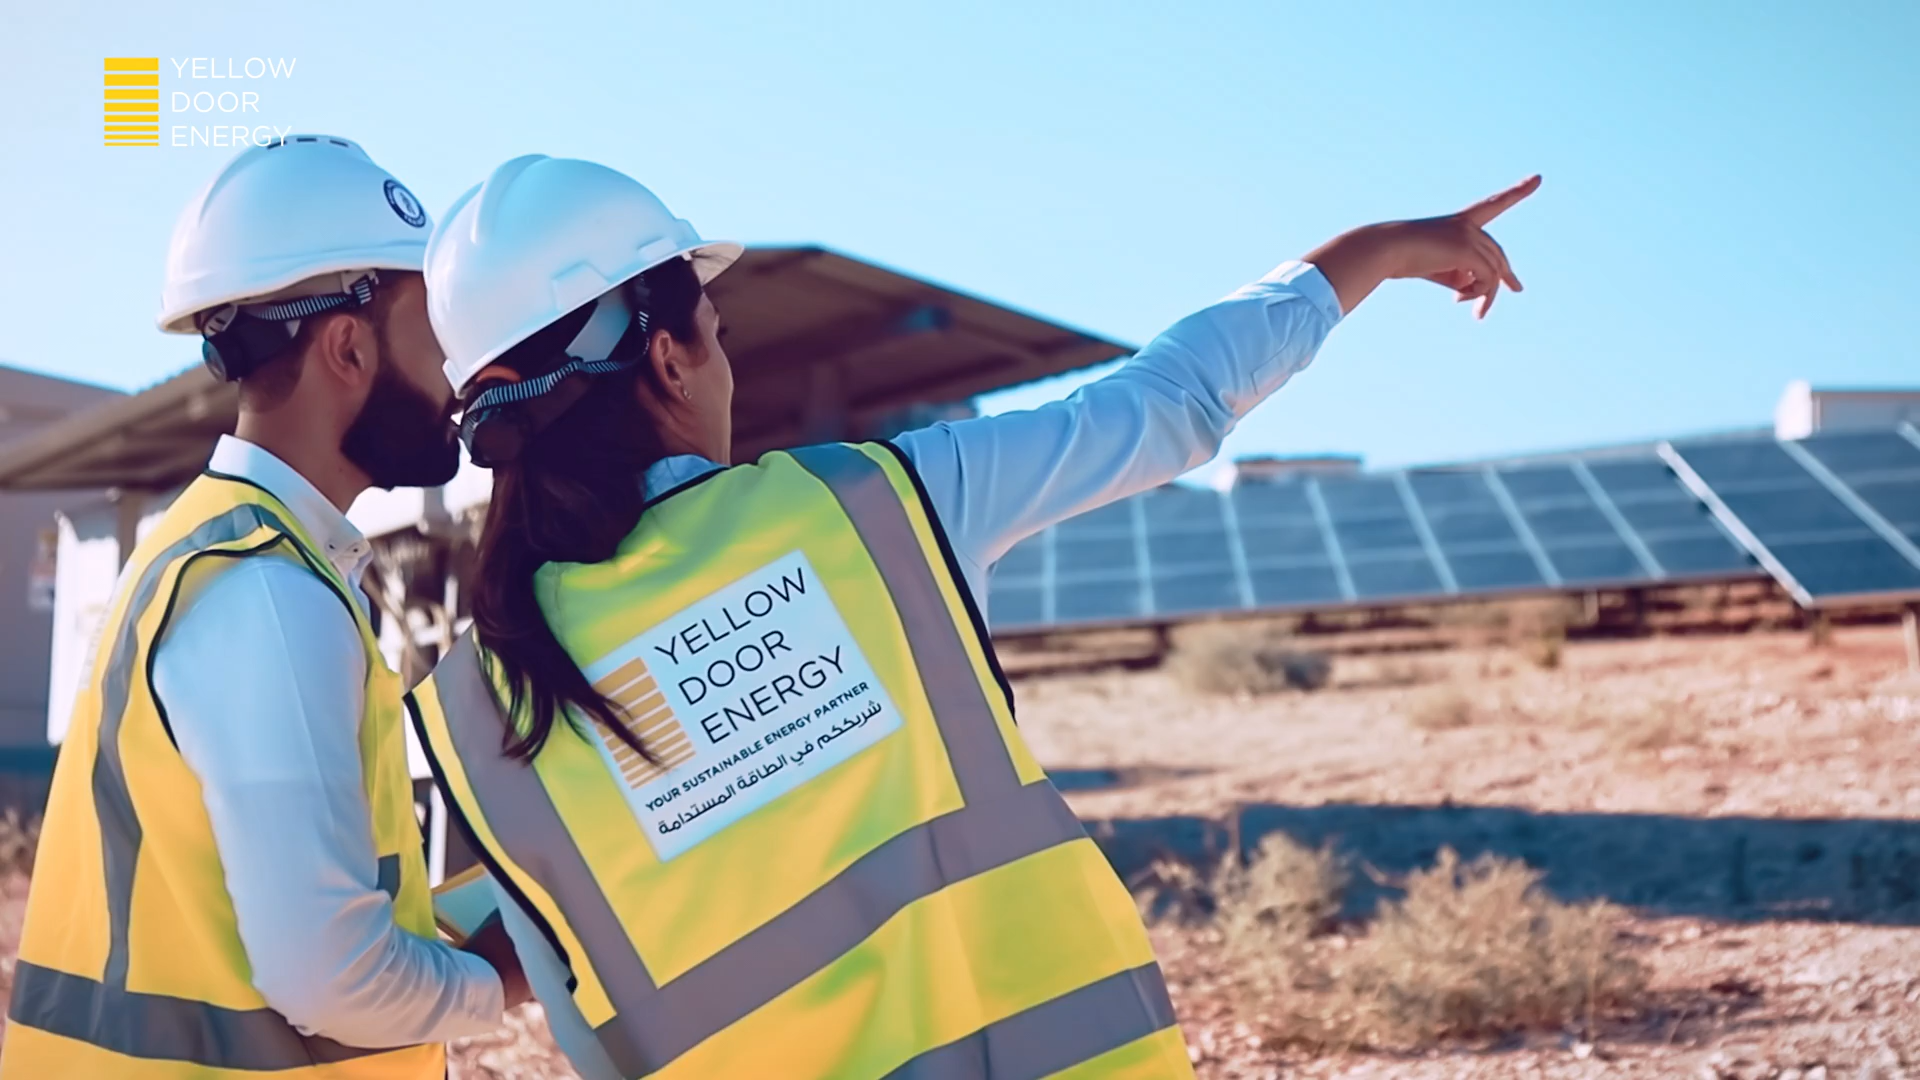 YELLOW
DOOR
ENERGY
YELLOW
DOOR
ENERGY
YOUR SUSTAINABLE ENERGY PARTNER
شريككم في الطاقة المستدامة